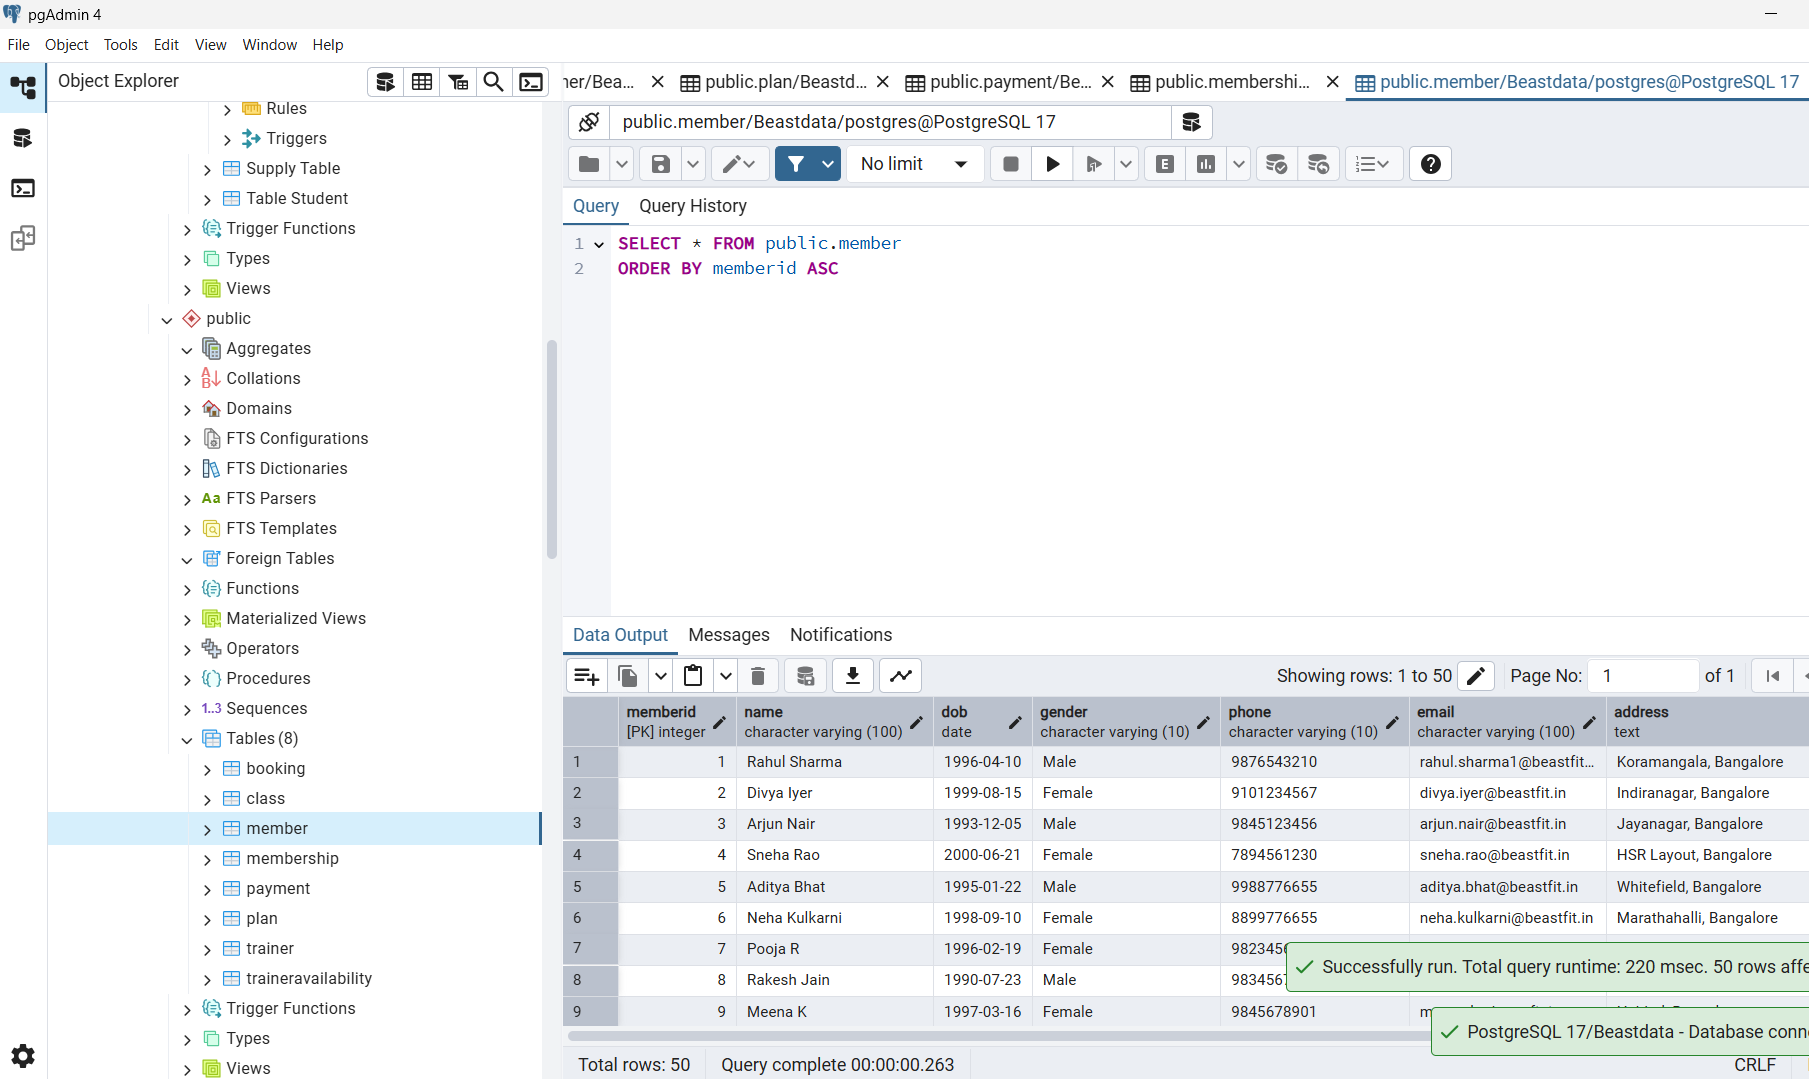 pgAdmin 4
File Object Tools Edit View Window Help
Object Explorer
ner/Bea... public.plan/Beastd... public.payment/Be... public.membershi... public.member/Beastdata/postgres@PostgreSQL 17
public.member/Beastdata/postgres@PostgreSQL 17
No limit
E
Query Query History
1 SELECT * FROM public.member
2 ORDER BY memberid ASC
Rules
Triggers
Supply Table
Table Student
Trigger Functions
Types
Views
public
Aggregates
Collations
Domains
FTS Configurations
FTS Dictionaries
Aa FTS Parsers
FTS Templates
Foreign Tables
Functions
Materialized Views
Operators
Procedures
1..3 Sequences
Tables (8)
booking
class
member
membership
payment
plan
trainer
traineravailability
Trigger Functions
Types
Views
Data Output Messages Notifications
Showing rows: 1 to 50 Page No: 1 of 1
memberid name dob gender phone email address
[PK] integer character varying (100) date character varying (10) character varying (10) character varying (100) text
1 1 Rahul Sharma 1996-04-10 Male 9876543210 rahul.sharma1@beastfit... Koramangala, Bangalore
2 2 Divya Iyer 1999-08-15 Female 9101234567 divya.iyer@beastfit.in Indiranagar, Bangalore
3 3 Arjun Nair 1993-12-05 Male 9845123456 arjun.nair@beastfit.in Jayanagar, Bangalore
4 4 Sneha Rao 2000-06-21 Female 7894561230 sneha.rao@beastfit.in HSR Layout, Bangalore
5 5 Aditya Bhat 1995-01-22 Male 9988776655 aditya.bhat@beastfit.in Whitefield, Bangalore
6 6 Neha Kulkarni 1998-09-10 Female 8899776655 neha.kulkarni@beastfit.in Marathahalli, Bangalore
7 7 Pooja R 1996-02-19 Female 982345
8 8 Rakesh Jain 1990-07-23 Male 983456
9 9 Meena K 1997-03-16 Female 9845678901
Successfully run. Total query runtime: 220 msec. 50 rows affe
PostgreSQL 17/Beastdata - Database conn
Total rows: 50 Query complete 00:00:00.263 CRLF